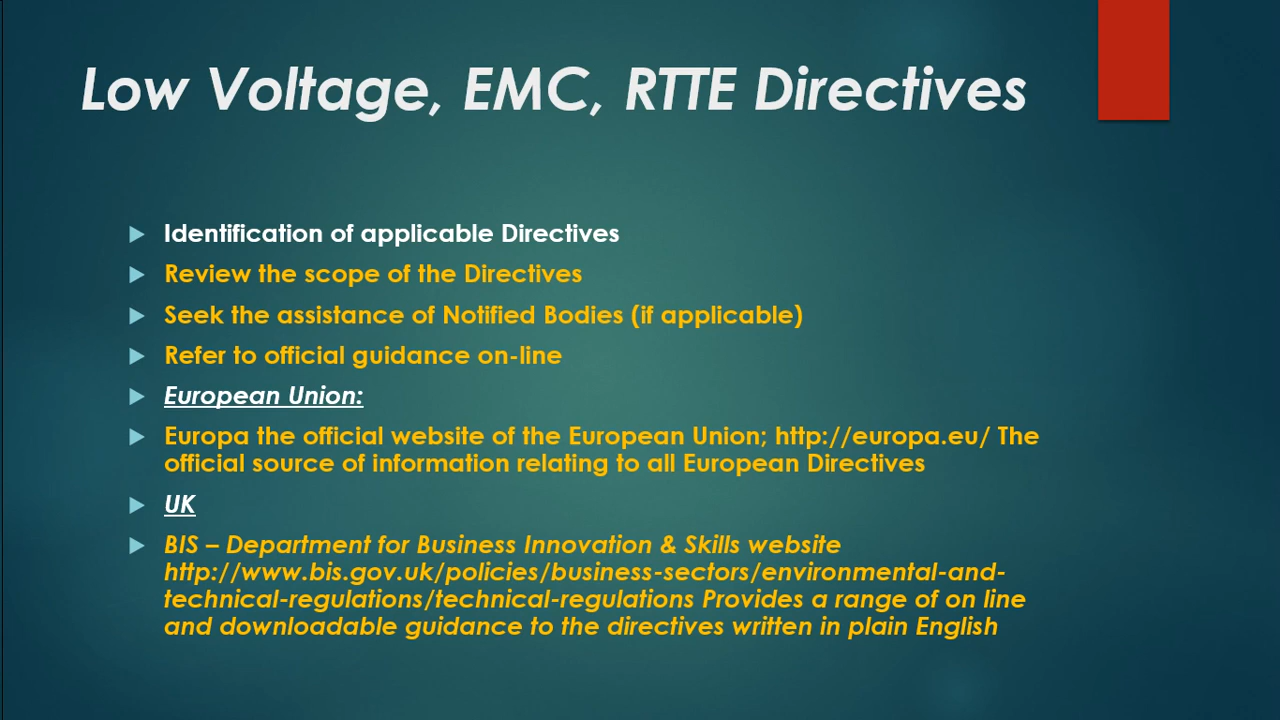 Low Voltage, EMC, RTTE Directives
Identification of applicable Directives
Review the scope of the Directives
Seek the assistance of Notified Bodies (if applicable)
Refer to official guidance on-line
European Union:
Europa the official website of the European Union; http://europa.eu/ The
official source of information relating to all European Directives
UK
BIS – Department for Business Innovation & Skills website
http://www.bis.gov.uk/policies/business-sectors/environmental-and-
technical-regulations/technical-regulations Provides a range of on line
and downloadable guidance to the directives written in plain English